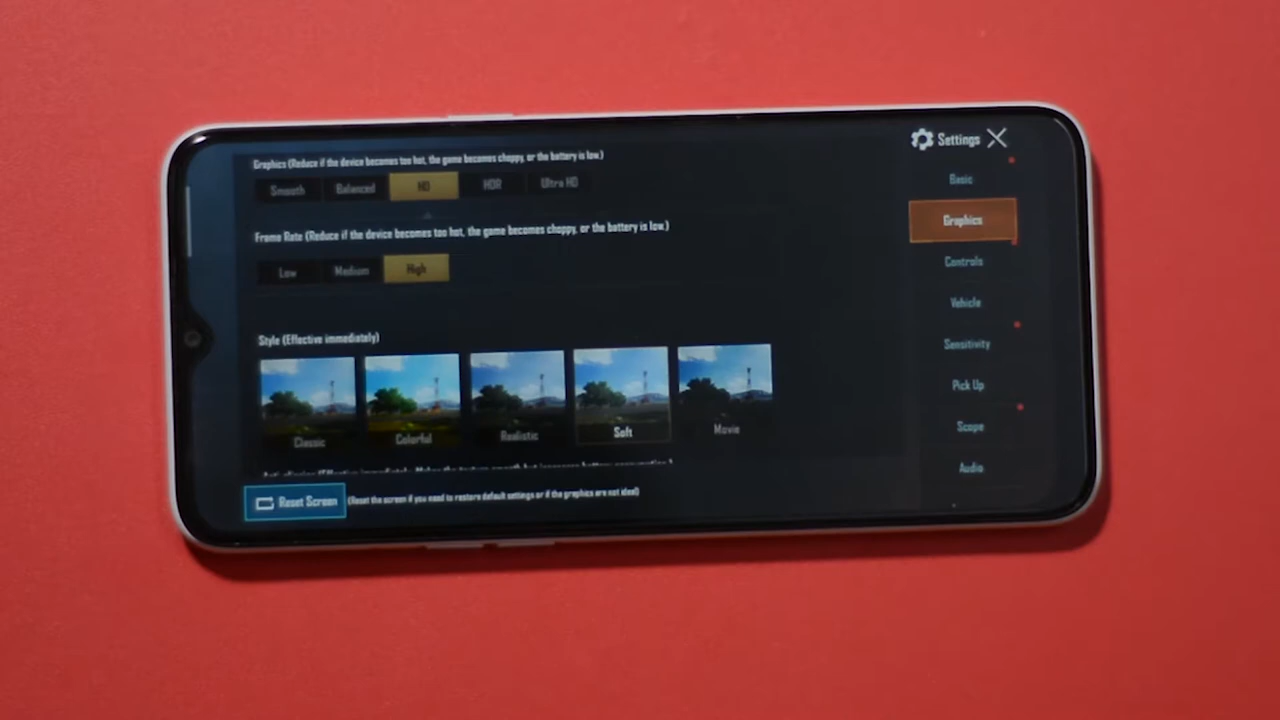 Graphics (Reduce if the device becomes too hot, the game becomes choppy, or the battery is low.)
Smooth Balanced HD HDR Ultra HD
Frame Rate (Reduce if the device becomes too hot, the game becomes choppy, or the battery is low.)
Low Medium High
Style (Effective immediately)
Classic Colorful Realistic Soft Movie
Reset Screen (Reset the screen if you need to restore default settings or if the graphics are not ideal)
Settings
Basic
Graphics
Controls
Vehicle
Sensitivity
Pick Up
Scope
Audio